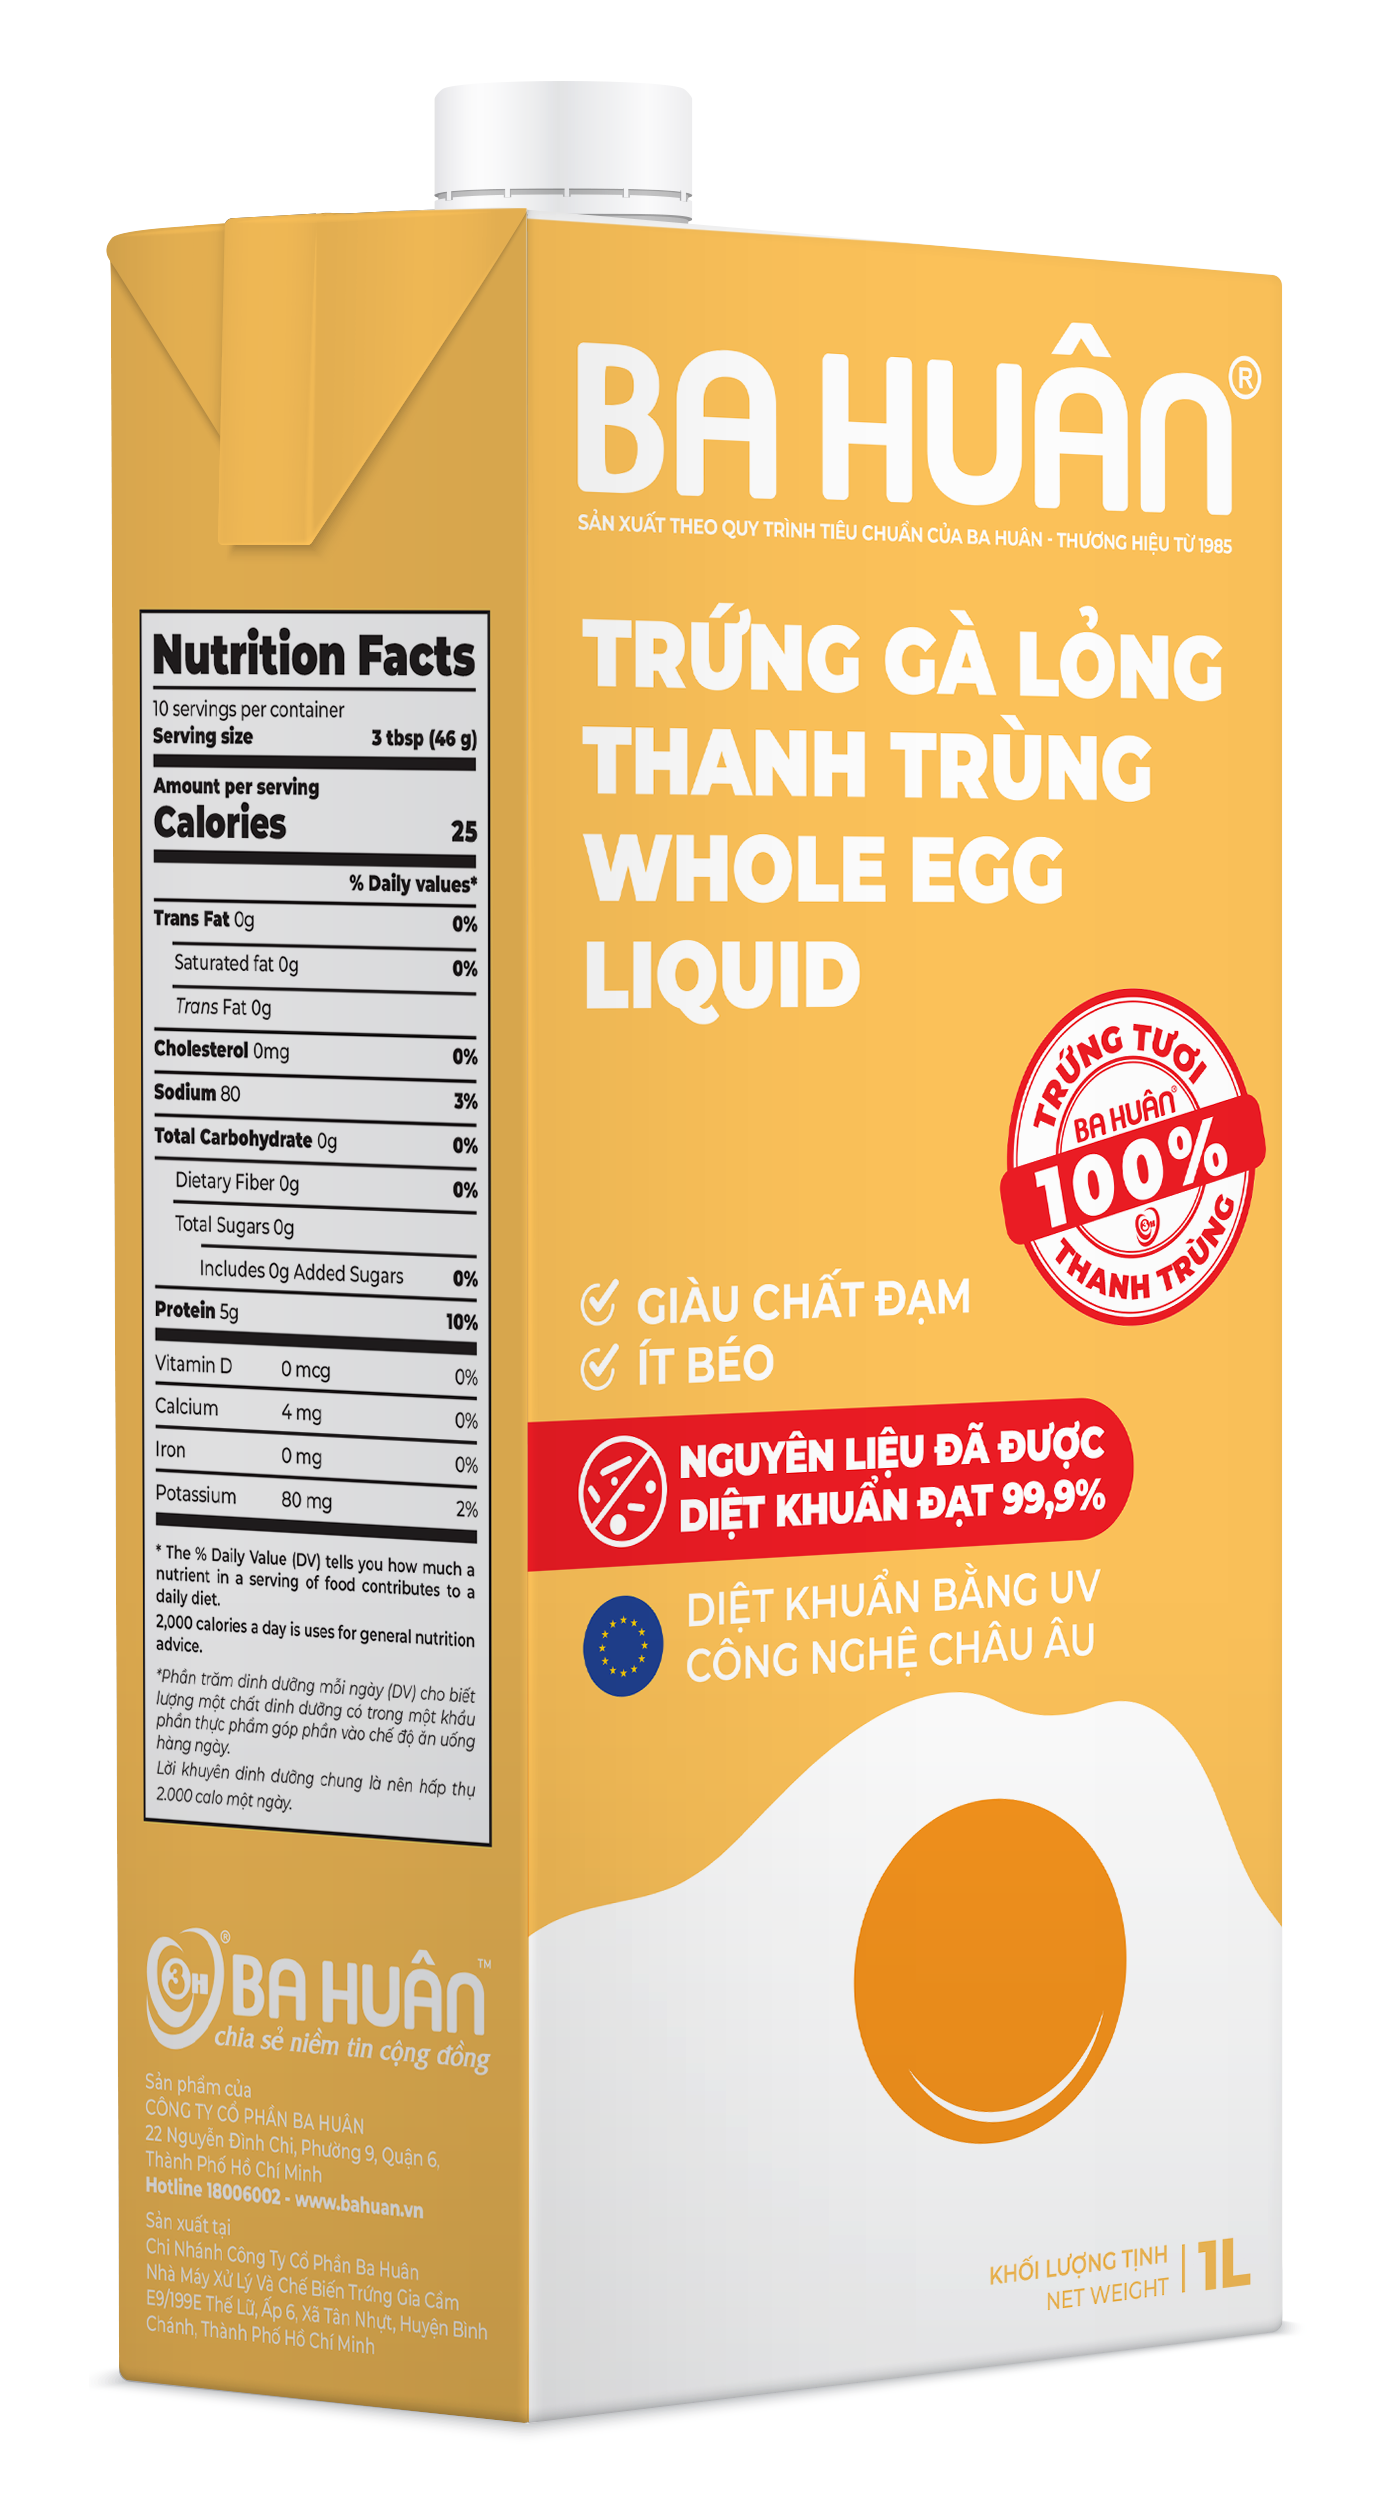 BA HUÂN®
SẢN XUẤT THEO QUY TRÌNH TIÊU CHUẨN CỦA BA HUÂN - THƯƠNG HIỆU TỪ 1985
TRỨNG GÀ LỎNG
THANH TRÙNG
WHOLE EGG
LIQUID
TRỨNG TƯƠI
BA HUÂN®
100%
3H
THANH TRÙNG
GIÀU CHẤT ĐẠM
ÍT BÉO
NGUYÊN LIỆU ĐÃ ĐƯỢC
DIỆT KHUẨN ĐẠT 99,9%
DIỆT KHUẨN BẰNG UV
CÔNG NGHỆ CHÂU ÂU
KHỐI LƯỢNG TỊNH
NET WEIGHT
1L
Nutrition Facts
10 servings per container
Serving size 3 tbsp (46 g)
Amount per serving
Calories 25
% Daily values*
Trans Fat 0g 0%
Saturated fat 0g 0%
Trans Fat 0g
Cholesterol 0mg 0%
Sodium 80 3%
Total Carbohydrate 0g 0%
Dietary Fiber 0g 0%
Total Sugars 0g
Includes 0g Added Sugars 0%
Protein 5g 10%
Vitamin D 0 mcg 0%
Calcium 4 mg 0%
Iron 0 mg 0%
Potassium 80 mg 2%
* The % Daily Value (DV) tells you how much a
nutrient in a serving of food contributes to a
daily diet.
2,000 calories a day is uses for general nutrition
advice.
*Phần trăm dinh dưỡng mỗi ngày (DV) cho biết
lượng một chất dinh dưỡng có trong một khẩu
phần thực phẩm góp phần vào chế độ ăn uống
hàng ngày.
Lời khuyên dinh dưỡng chung là nên hấp thụ
2.000 calo một ngày.
3H® BA HUÂN™
chia sẻ niềm tin cộng đồng
Sản phẩm của
CÔNG TY CỔ PHẦN BA HUÂN
22 Nguyễn Đình Chi, Phường 9, Quận 6,
Thành Phố Hồ Chí Minh
Hotline 18006002 - www.bahuan.vn
Sản xuất tại
Chi Nhánh Công Ty Cổ Phần Ba Huân
Nhà Máy Xử Lý Và Chế Biến Trứng Gia Cầm
E9/199E Thế Lữ, Ấp 6, Xã Tân Nhựt, Huyện Bình
Chánh, Thành Phố Hồ Chí Minh